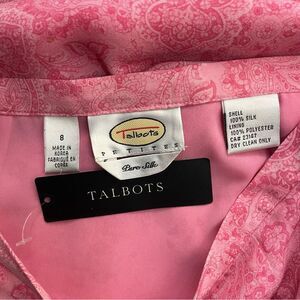 8
MADE IN
KOREA
FABRIQUÉ EN
CORÉE
Talbots
PETITES
Pure Silk
SHELL
100% SILK
LINING
100% POLYESTER
CA# 23167
DRY CLEAN ONLY
TALBOTS